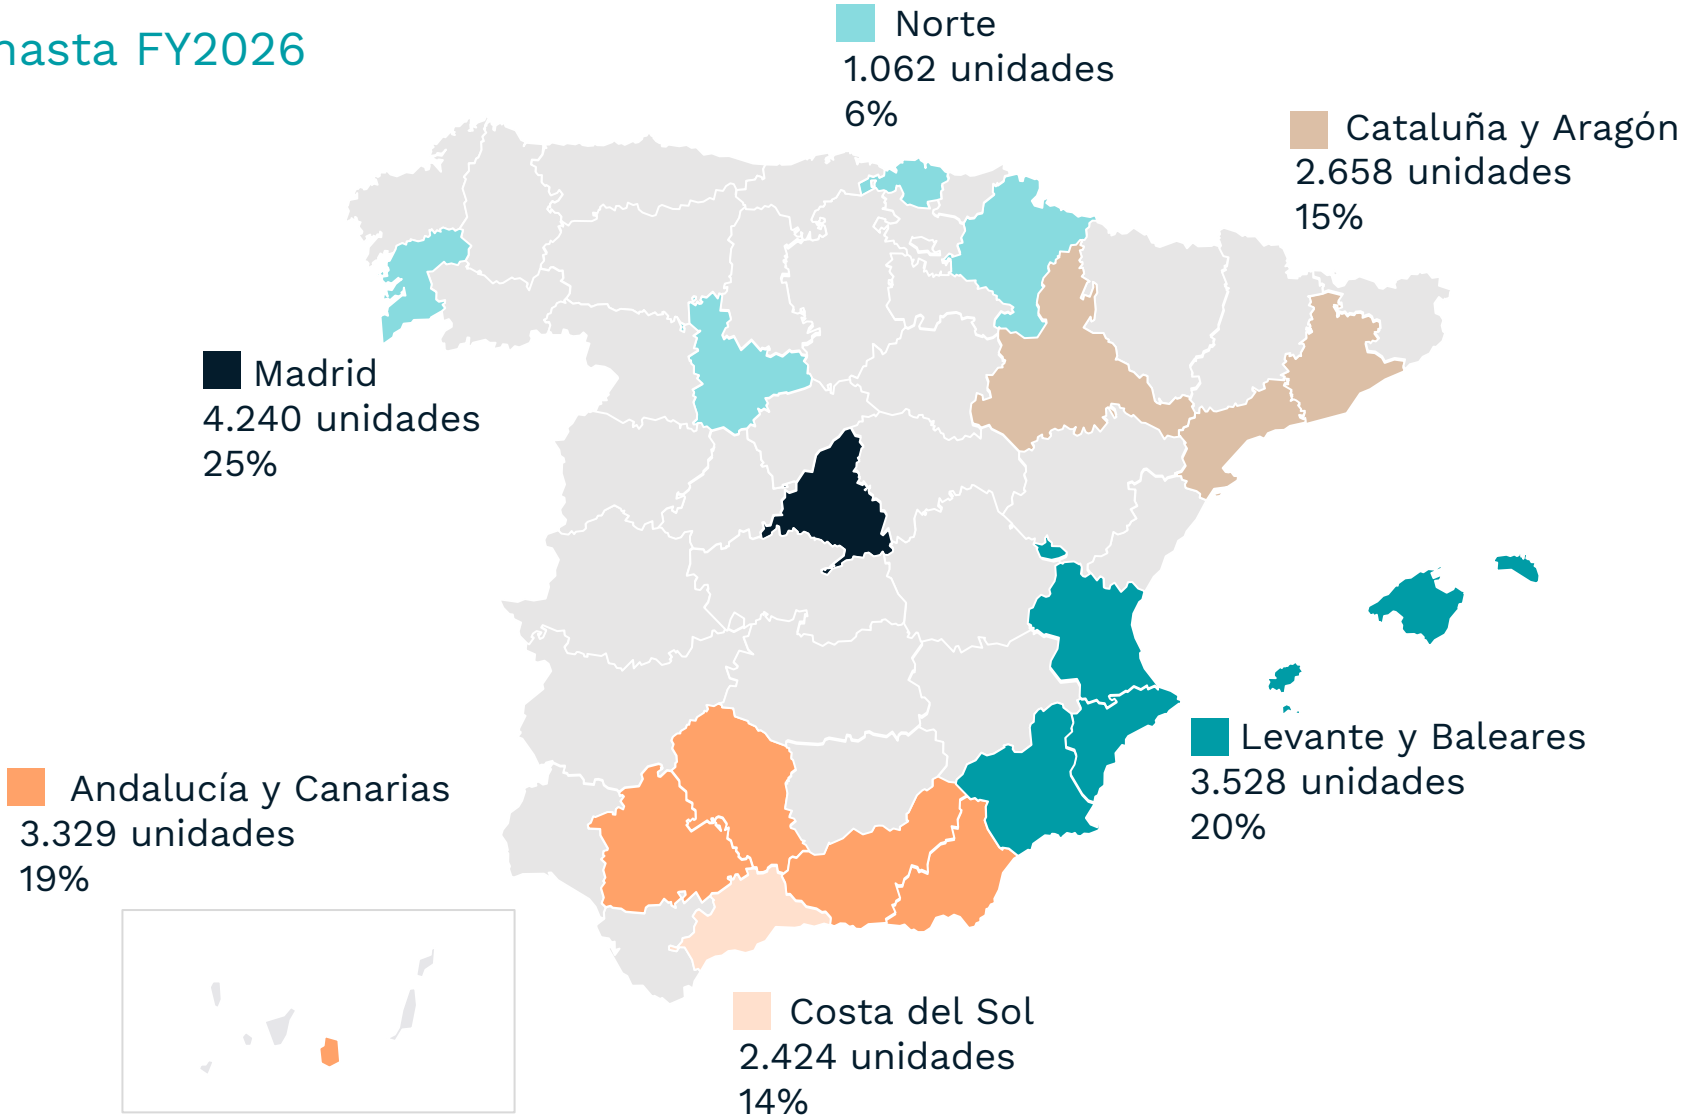 hasta FY2026
Norte
1.062 unidades
6%
Cataluña y Aragón
2.658 unidades
15%
Madrid
4.240 unidades
25%
Levante y Baleares
3.528 unidades
20%
Andalucía y Canarias
3.329 unidades
19%
Costa del Sol
2.424 unidades
14%